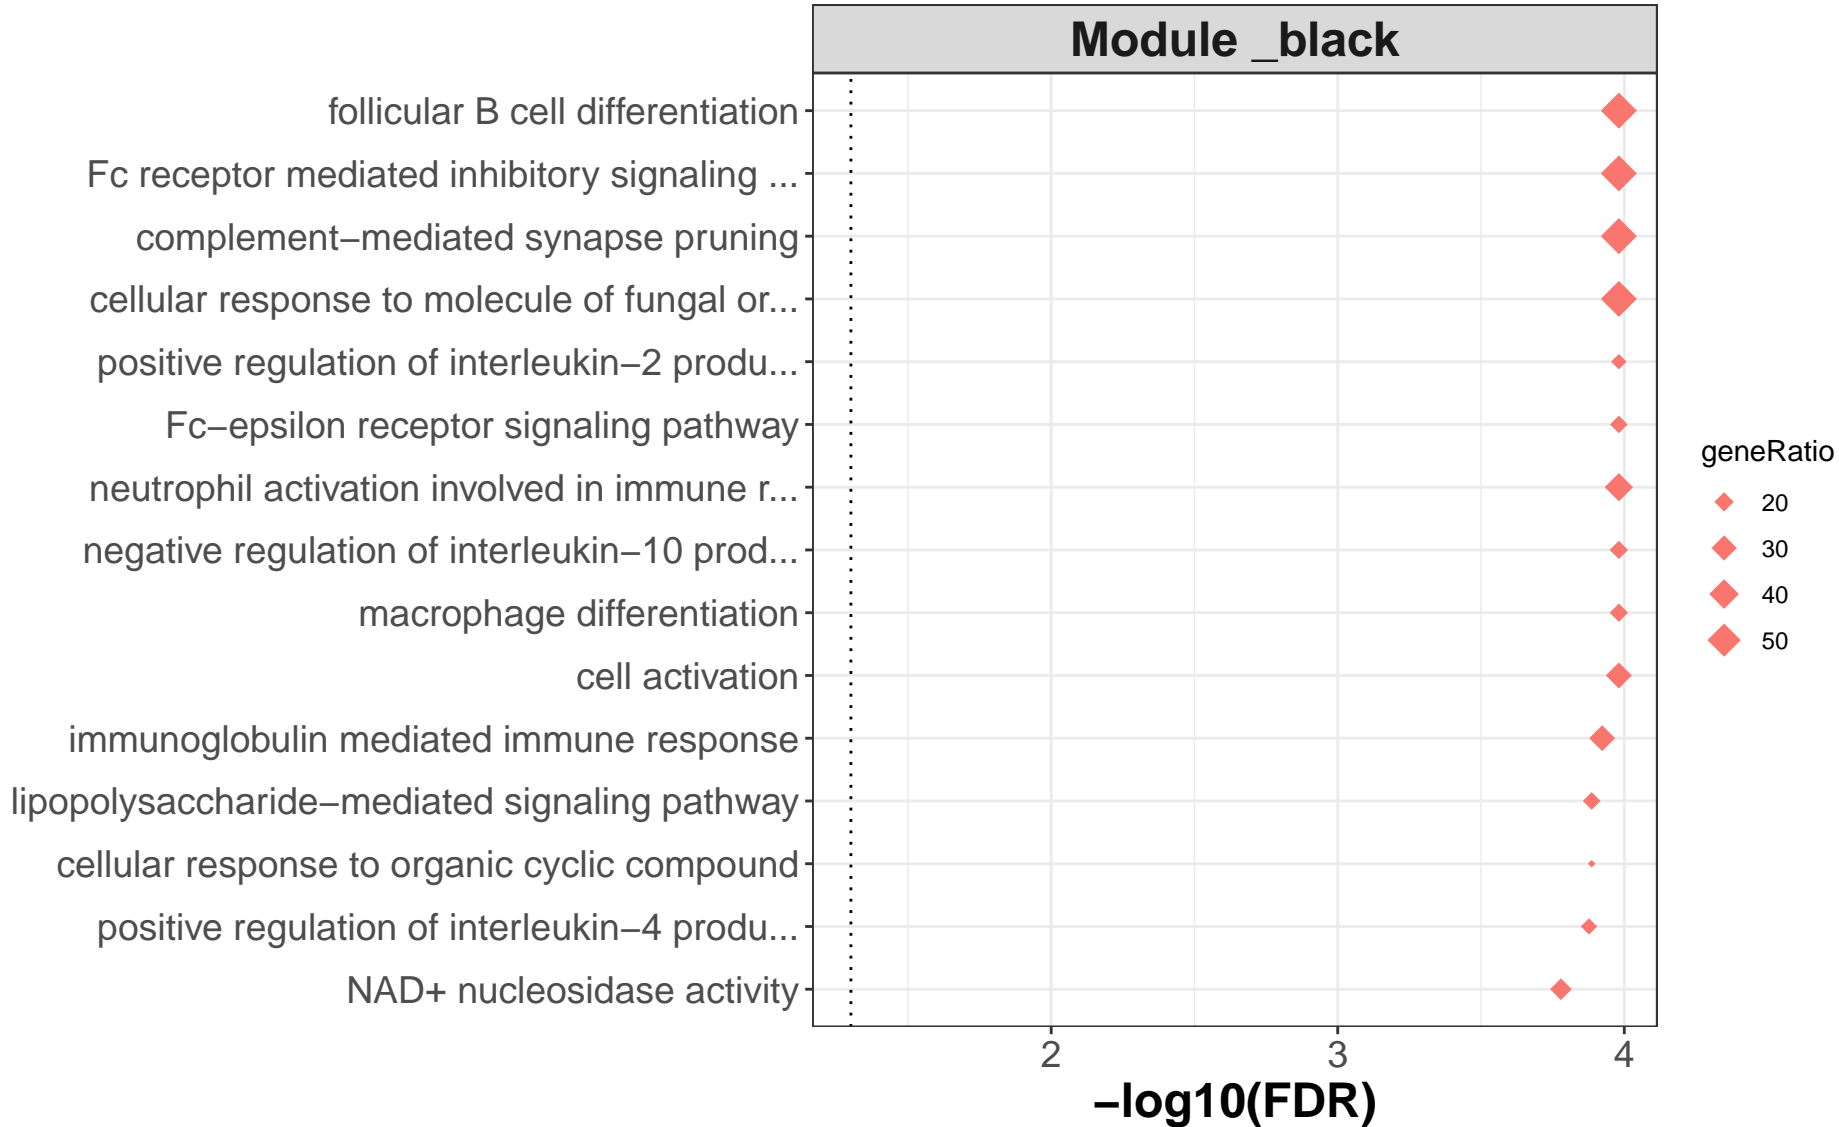 Module _black
follicular B cell differentiation
Fc receptor mediated inhibitory signaling ...
complement−mediated synapse pruning
cellular response to molecule of fungal or...
positive regulation of interleukin−2 produ...
Fc−epsilon receptor signaling pathway
neutrophil activation involved in immune r...
negative regulation of interleukin−10 prod...
macrophage differentiation
cell activation
immunoglobulin mediated immune response
lipopolysaccharide−mediated signaling pathway
cellular response to organic cyclic compound
positive regulation of interleukin−4 produ...
NAD+ nucleosidase activity
2 3 4
−log10(FDR)
geneRatio
20
30
40
50